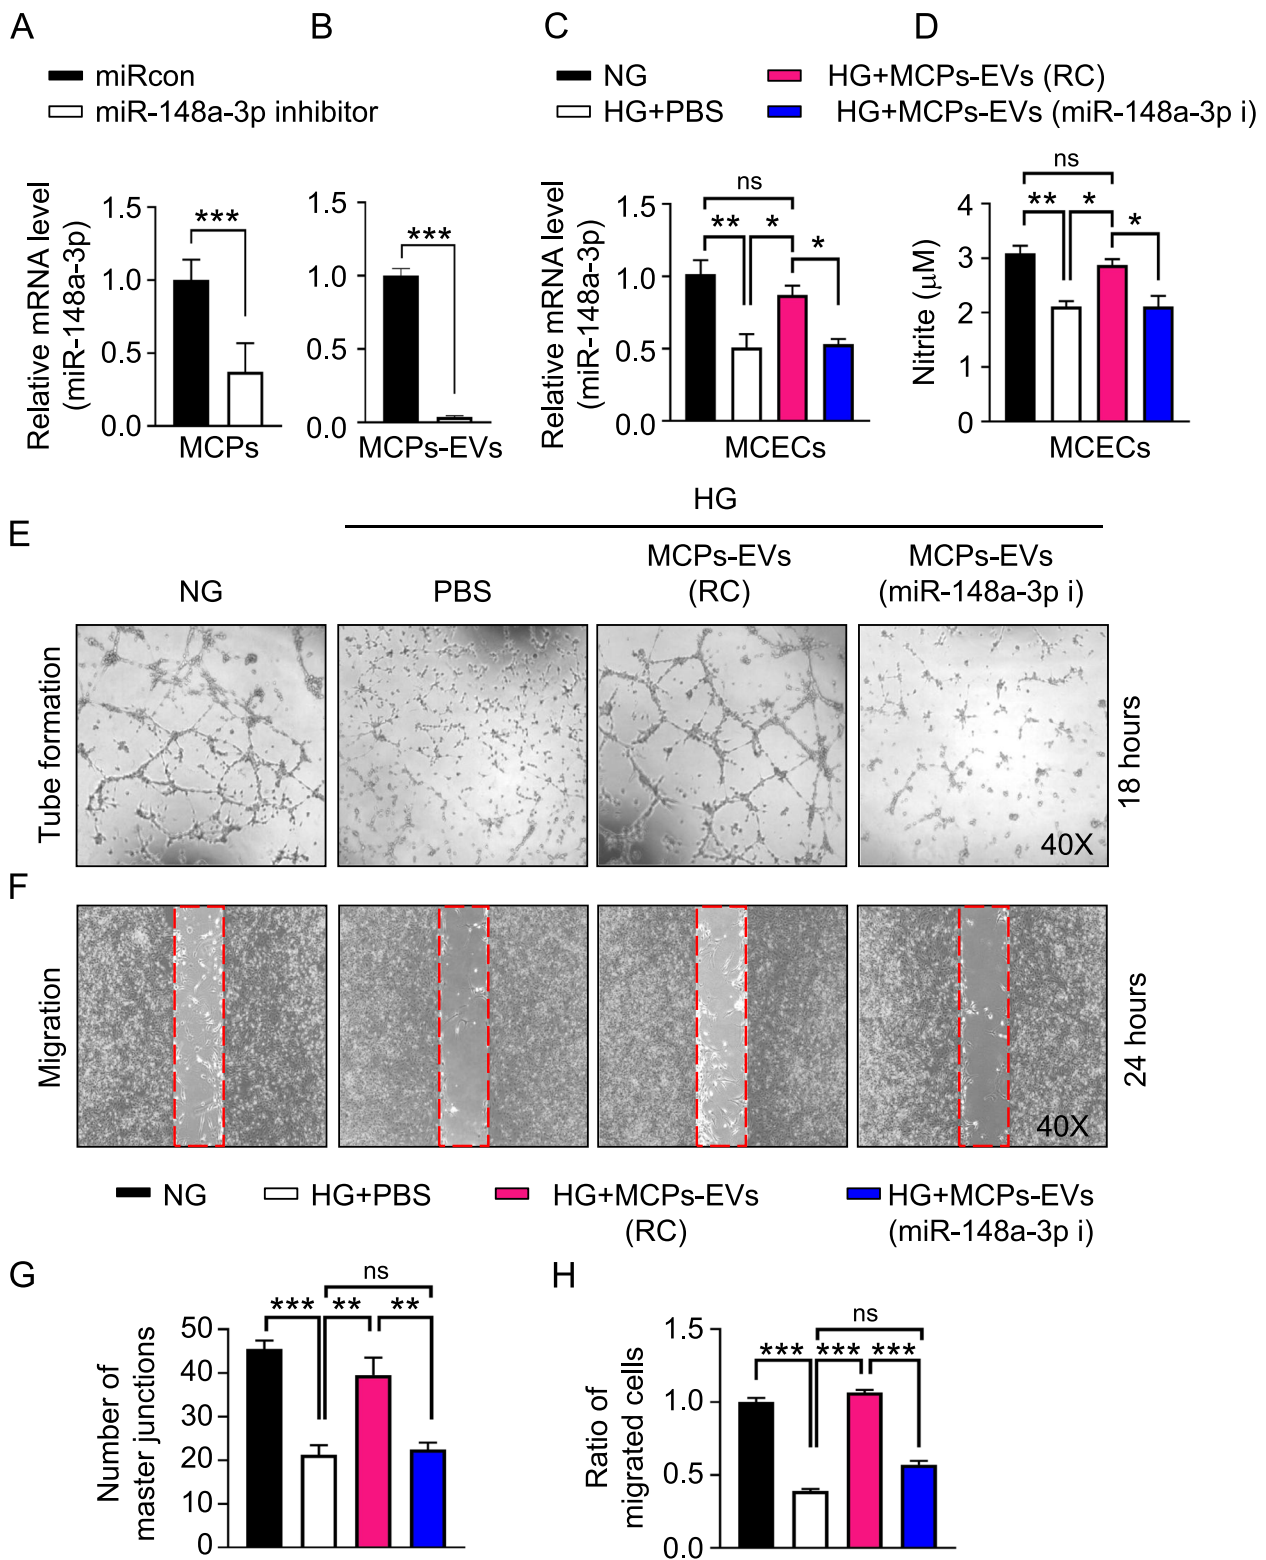 A
B
C
D
miRcon
miR-148a-3p inhibitor
NG
HG+MCPs-EVs (RC)
HG+PBS
HG+MCPs-EVs (miR-148a-3p i)
Relative mRNA level
(miR-148a-3p)
1.5
1.0
0.5
0.0
***
MCPs
1.5
1.0
0.5
0.0
***
MCPs-EVs
Relative mRNA level
(miR-148a-3p)
1.5
1.0
0.5
0.0
ns
** * *
MCECs
Nitrite (μM)
4
3
2
1
0
ns
** * *
MCECs
HG
E
NG
PBS
MCPs-EVs
(RC)
MCPs-EVs
(miR-148a-3p i)
Tube formation
18 hours
40X
F
Migration
24 hours
40X
NG
HG+PBS
HG+MCPs-EVs
(RC)
HG+MCPs-EVs
(miR-148a-3p i)
G
Number of
master junctions
50
40
30
20
10
0
ns
*** ** **
H
Ratio of
migrated cells
1.5
1.0
0.5
0.0
ns
*** *** ***